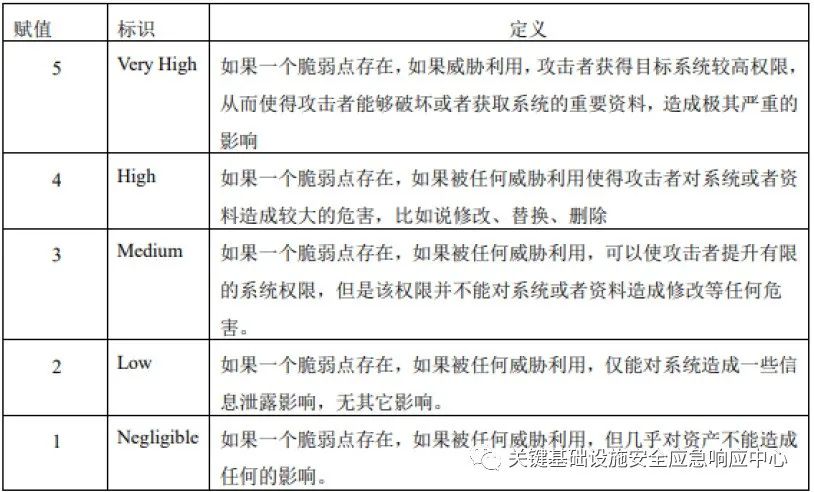 赋值 标识 定义
5 Very High 如果一个脆弱点存在，如果威胁利用，攻击者获得目标系统较高权限，
从而使得攻击者能够破坏或者获取系统的重要资料，造成极其严重的
影响
4 High 如果一个脆弱点存在，如果被任何威胁利用使得攻击者对系统或者资
料造成较大的危害，比如说修改、替换、删除
3 Medium 如果一个脆弱点存在，如果被任何威胁利用，可以使攻击者提升有限
的系统权限，但是该权限并不能对系统或者资料造成修改等任何危
害。
2 Low 如果一个脆弱点存在，如果被任何威胁利用，仅能对系统造成一些信
息泄露影响，无其它影响。
1 Negligible 如果一个脆弱点存在，如果被任何威胁利用，但几乎对资产不能造成
任何的影响。
关键基础设施安全应急响应中心